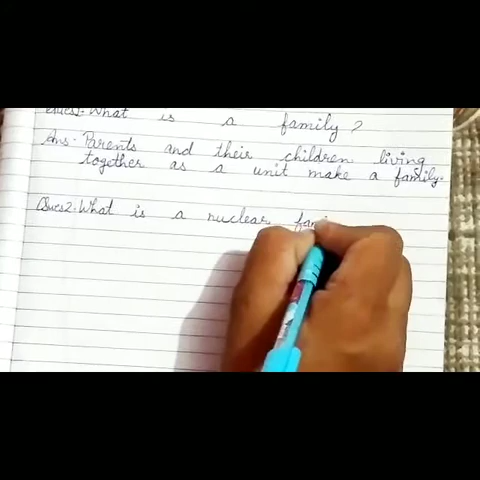 Ques1-What is a family?
Ans- Parents and their children living
together as a unit make a family.
Ques2-What is a nuclear